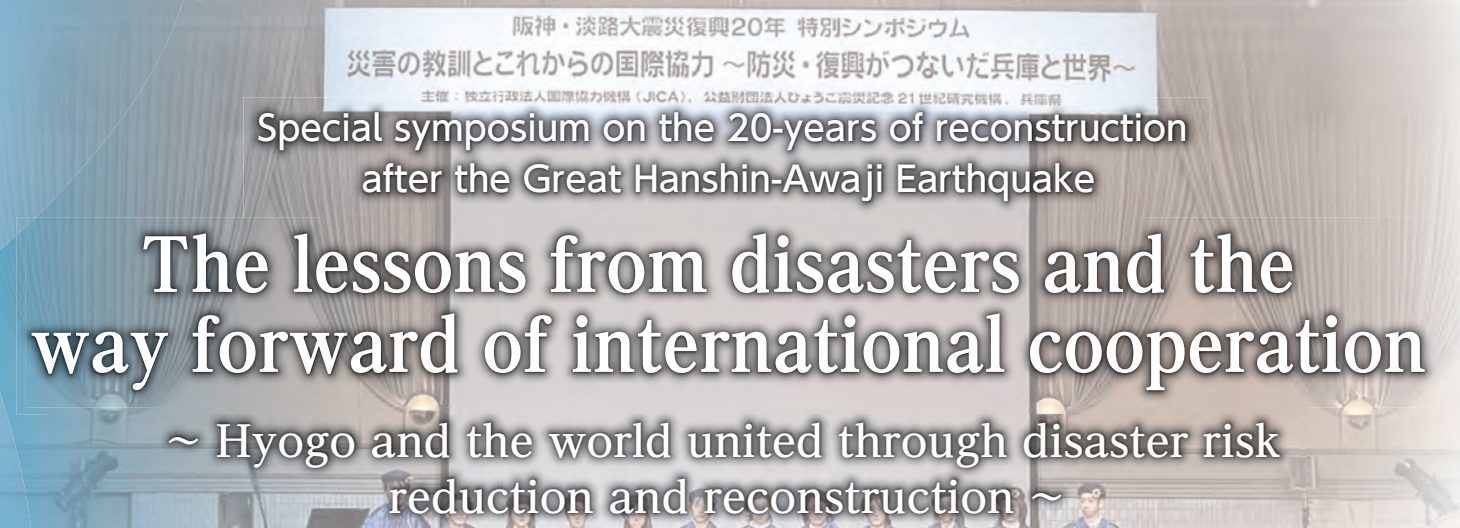 阪神・淡路大震災復興20年 特別シンポジウム
災害の教訓とこれからの国際協力 〜防災・復興がつないだ兵庫と世界〜
主催：独立行政法人国際協力機構（JICA）、公益財団法人ひょうご震災記念21世紀研究機構、兵庫県
Special symposium on the 20-years of reconstruction
after the Great Hanshin-Awaji Earthquake
The lessons from disasters and the
way forward of international cooperation
~ Hyogo and the world united through disaster risk
reduction and reconstruction ~